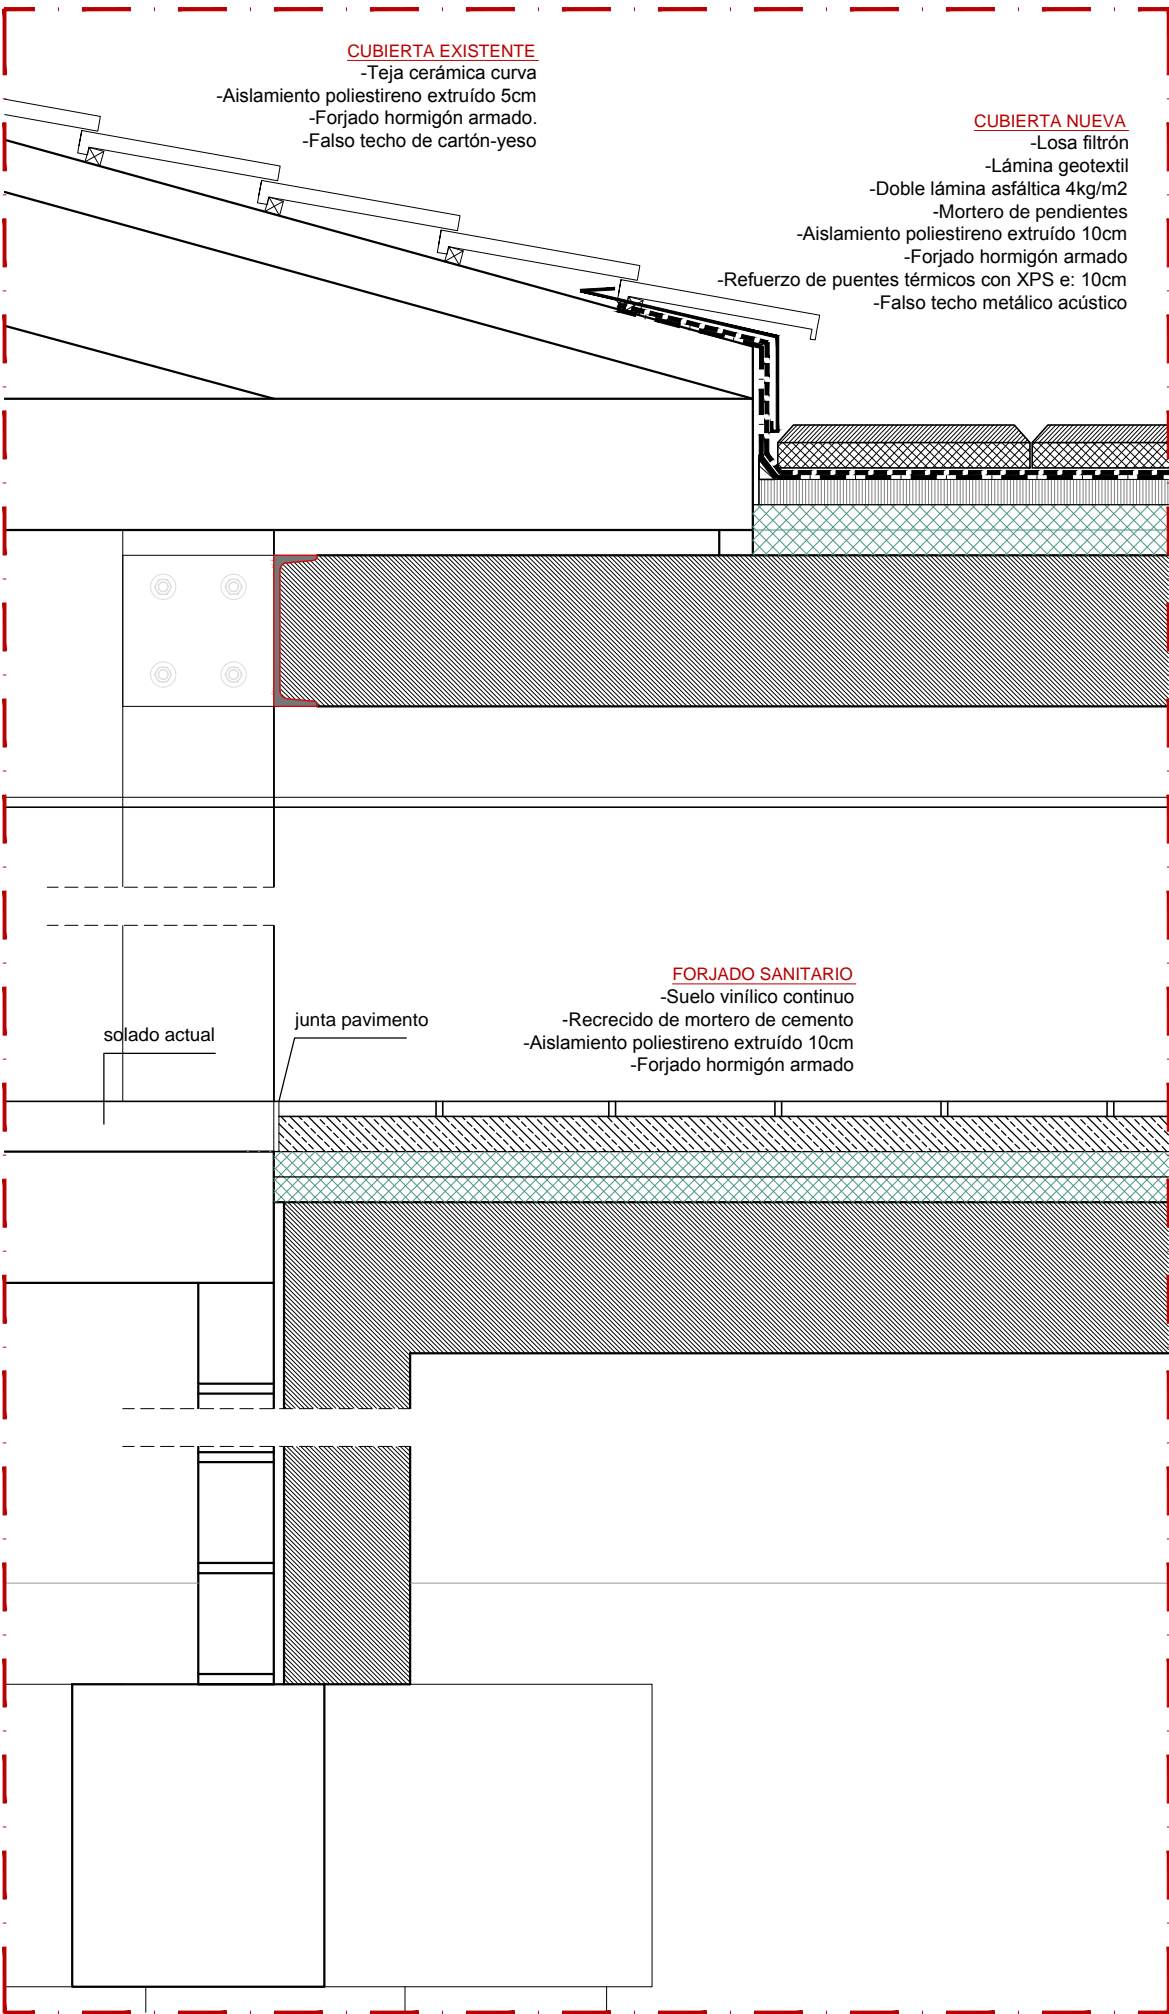 CUBIERTA EXISTENTE
-Teja cerámica curva
-Aislamiento poliestireno extruído 5cm
-Forjado hormigón armado.
-Falso techo de cartón-yeso
CUBIERTA NUEVA
-Losa filtrón
-Lámina geotextil
-Doble lámina asfáltica 4kg/m2
-Mortero de pendientes
-Aislamiento poliestireno extruído 10cm
-Forjado hormigón armado
-Refuerzo de puentes térmicos con XPS e: 10cm
-Falso techo metálico acústico
FORJADO SANITARIO
-Suelo vinílico continuo
-Recrecido de mortero de cemento
-Aislamiento poliestireno extruído 10cm
-Forjado hormigón armado
solado actual
junta pavimento